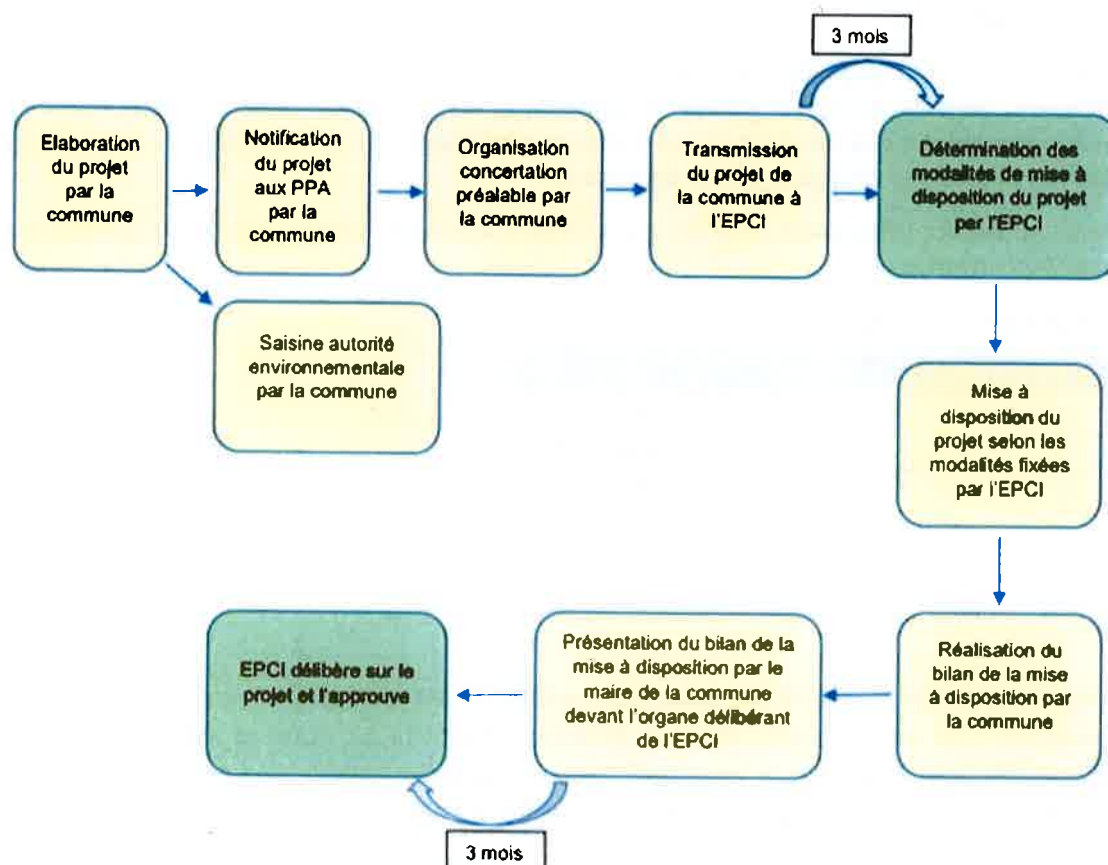 3 mois
Elaboration
du projet
par la
commune
Notification
du projet
aux PPA
par la
commune
Organisation
concertation
préalable par
la commune
Transmission
du projet de
la commune à
l'EPCI
Détermination des
modalités de mise à
disposition du projet
par l'EPCI
Saisine autorité
environnementale
par la commune
Mise à
disposition du
projet selon les
modalités fixées
par l'EPCI
Réalisation du
bilan de la mise
à disposition par
la commune
Présentation du bilan de la
mise à disposition par le
maire de la commune
devant l'organe délibérant
de l'EPCI
EPCI délibère sur le
projet et l'approuve
3 mois